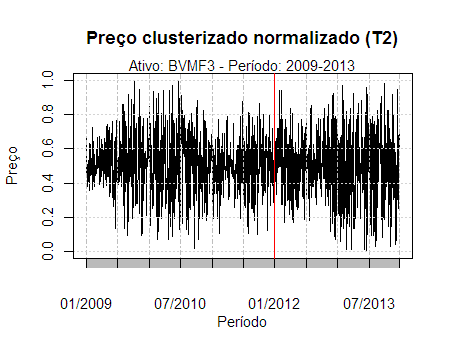 Preço clusterizado normalizado (T2)
Ativo: BVMF3 - Período: 2009-2013
Preço
1.0
0.8
0.6
0.4
0.2
0.0
01/2009 07/2010 01/2012 07/2013
Período